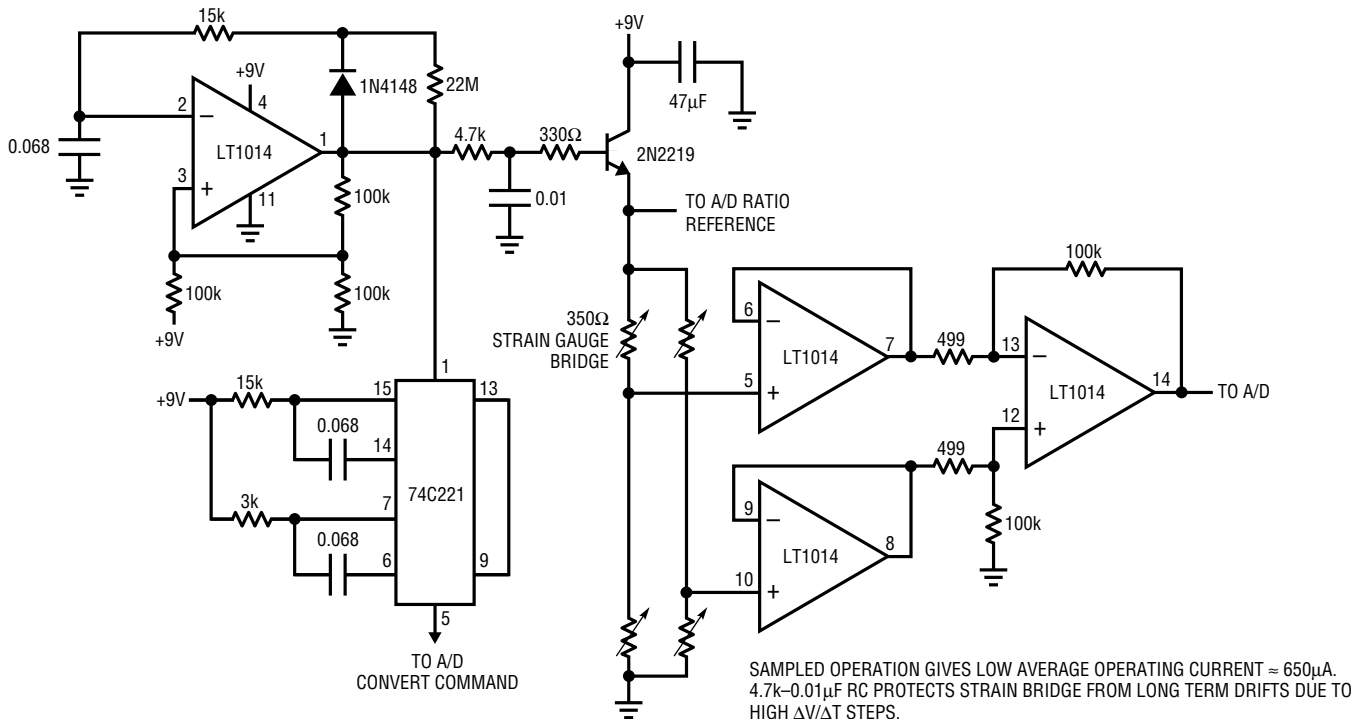 15k
+9V
1N4148
22M
+9V
47µF
2
4
1
LT1014
4.7k
330Ω
2N2219
0.068
3
11
100k
0.01
TO A/D RATIO
REFERENCE
100k
100k
+9V
350Ω
STRAIN GAUGE
BRIDGE
6
7
LT1014
5
499
100k
13
LT1014
14
TO A/D
12
1
+9V
15k
15
13
0.068
14
74C221
7
3k
0.068
6
9
5
TO A/D
CONVERT COMMAND
499
9
LT1014
8
10
100k
SAMPLED OPERATION GIVES LOW AVERAGE OPERATING CURRENT ≈ 650µA.
4.7k–0.01µF RC PROTECTS STRAIN BRIDGE FROM LONG TERM DRIFTS DUE TO
HIGH ∆V/∆T STEPS.